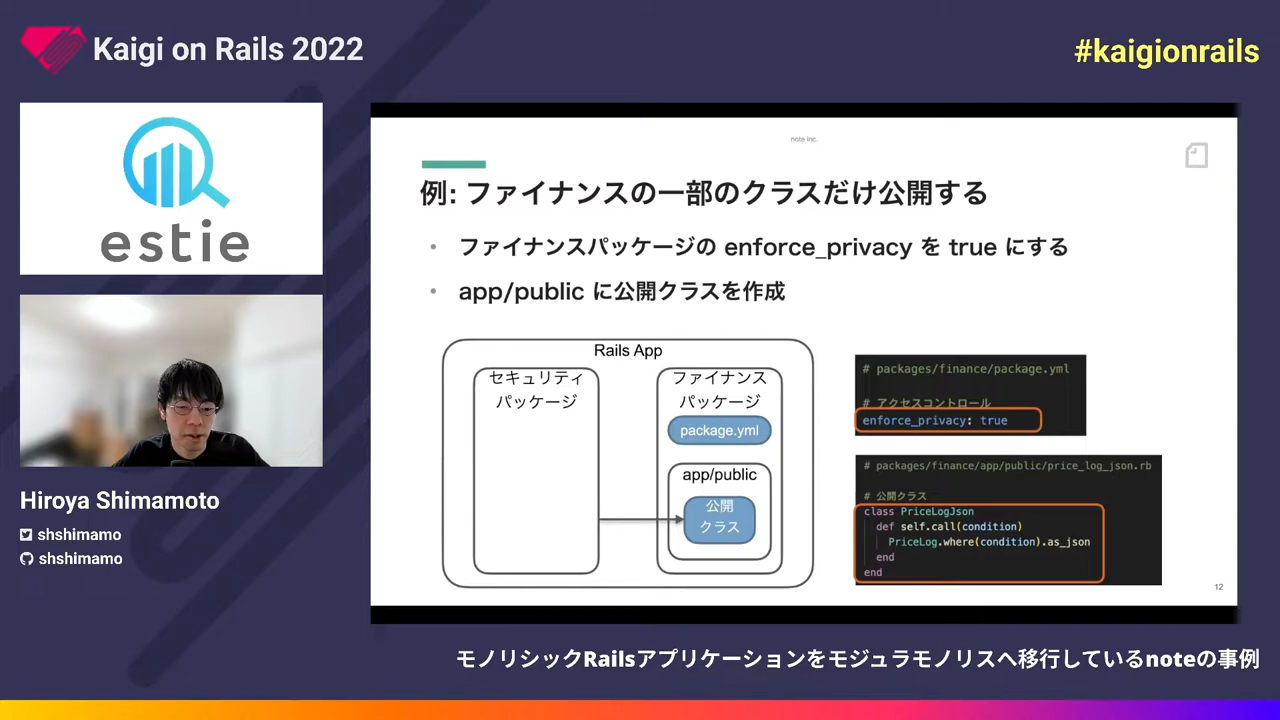 Kaigi on Rails 2022
#kaigionrails
estie
Hiroya Shimamoto
shshimamo
shshimamo
note inc.
例: ファイナンスの一部のクラスだけ公開する
・ ファイナンスパッケージの enforce_privacy を true にする
・ app/public に公開クラスを作成
Rails App
セキュリティ
パッケージ
ファイナンス
パッケージ
package.yml
app/public
公開
クラス
# packages/finance/package.yml
# アクセスコントロール
enforce_privacy: true
# packages/finance/app/public/price_log_json.rb
# 公開クラス
class PriceLogJson
def self.call(condition)
PriceLog.where(condition).as_json
end
end
12
モノリシックRailsアプリケーションをモジュラモノリスへ移行しているnoteの事例